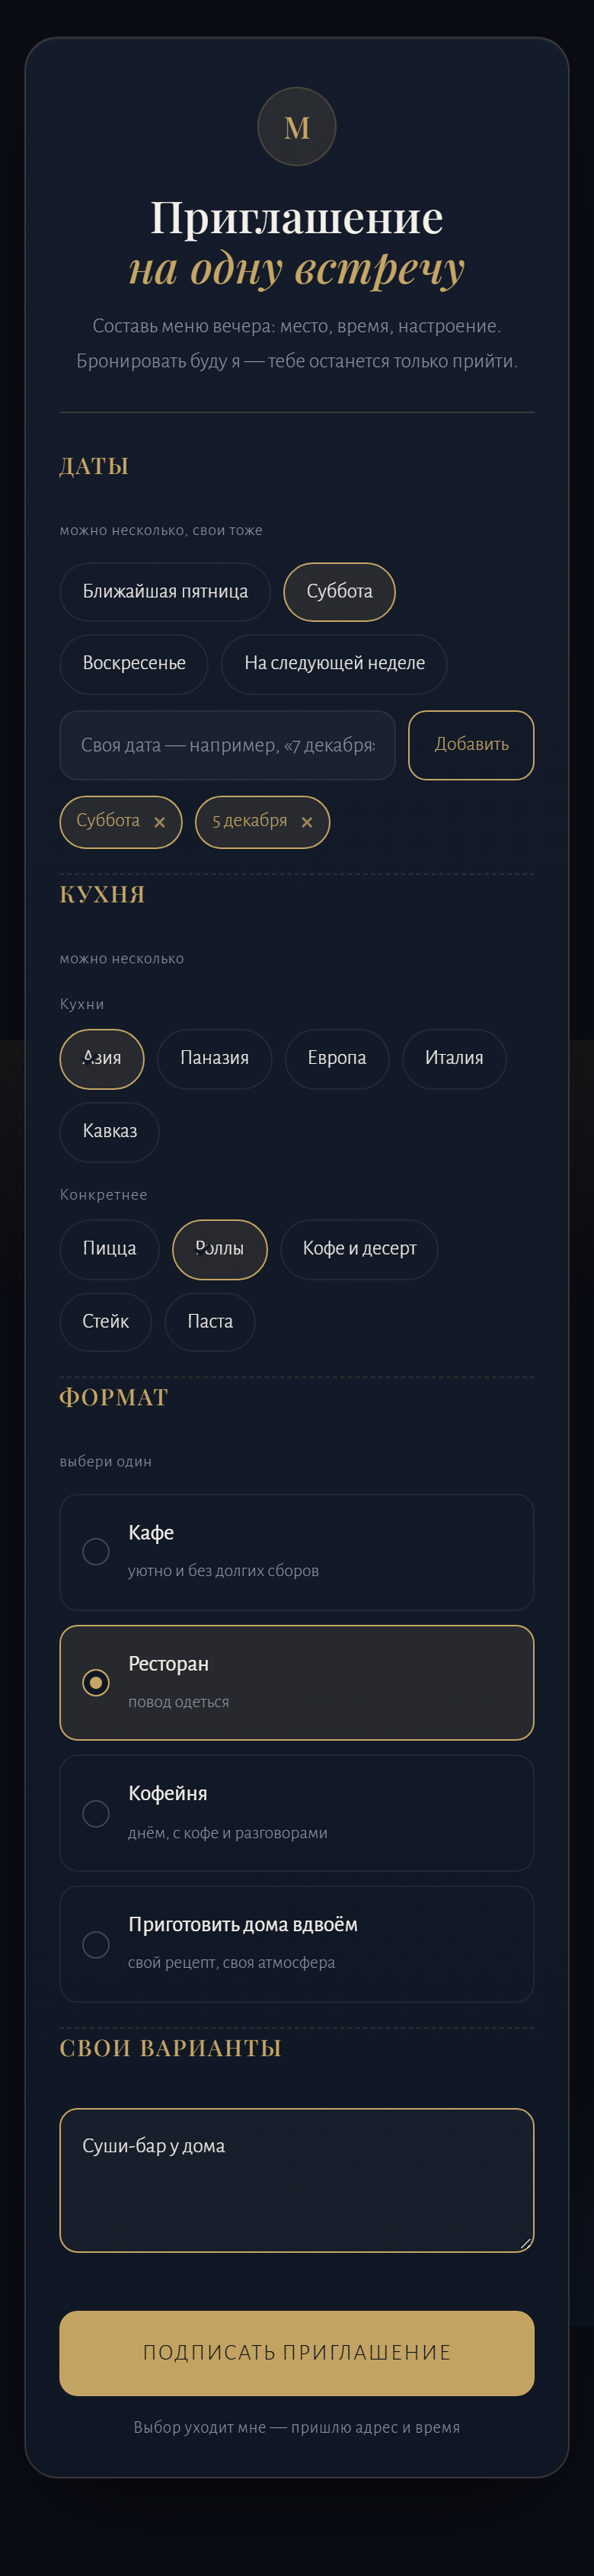 М
Приглашение
на одну встречу
Составь меню вечера: место, время, настроение.
Бронировать буду я — тебе останется только прийти.
ДАТЫ
можно несколько, свои тоже
Ближайшая пятница
Суббота
Воскресенье
На следующей неделе
Своя дата — например, «7 декабря»
Добавить
Суббота ×
5 декабря ×
КУХНЯ
можно несколько
Кухни
Азия
Паназия
Европа
Италия
Кавказ
Конкретнее
Пицца
Роллы
Кофе и десерт
Стейк
Паста
ФОРМАТ
выбери один
Кафе
уютно и без долгих сборов
Ресторан
повод одеться
Кофейня
днём, с кофе и разговорами
Приготовить дома вдвоём
свой рецепт, своя атмосфера
СВОИ ВАРИАНТЫ
Суши-бар у дома
ПОДПИСАТЬ ПРИГЛАШЕНИЕ
Выбор уходит мне — пришлю адрес и время